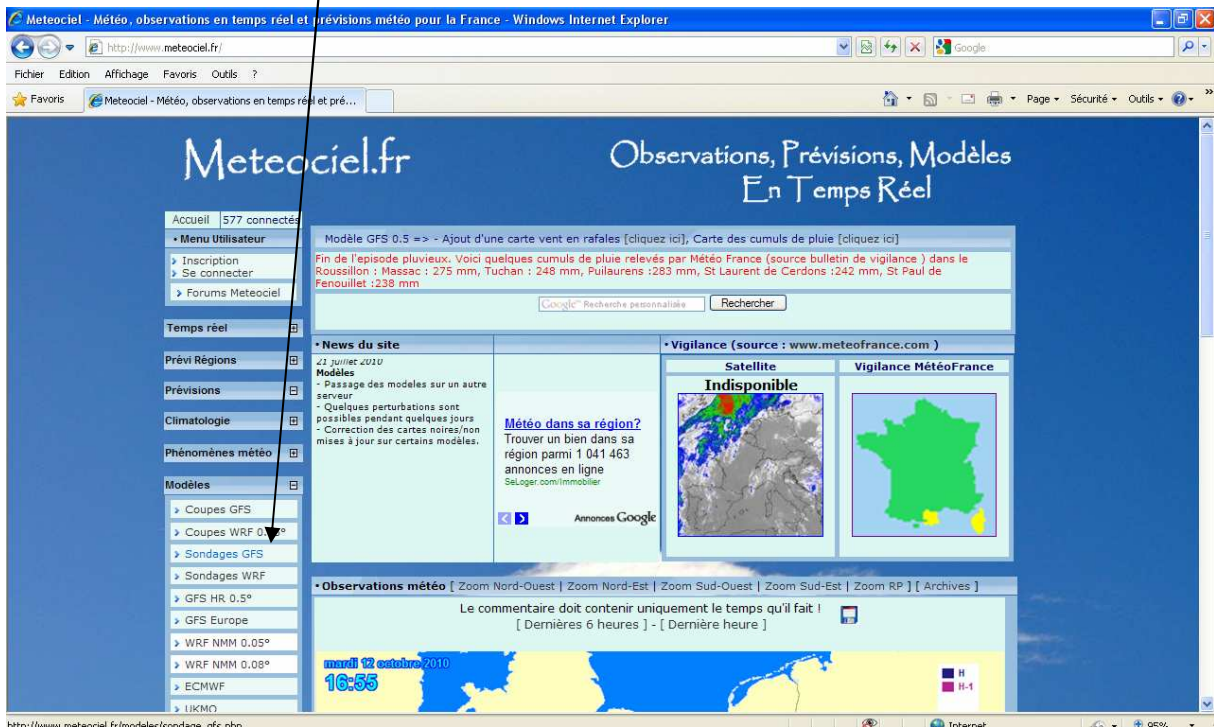 Meteociel - Météo, observations en temps réel et prévisions météo pour la France - Windows Internet Explorer
http://www.meteociel.fr/
Google
Fichier Edition Affichage Favoris Outils ?
Favoris
Meteociel - Météo, observations en temps réel et pré...
Page Sécurité Outils
Meteociel.fr
Observations, Prévisions, Modèles
En Temps Réel
Accueil 577 connectés
• Menu Utilisateur
Inscription
Se connecter
Forums Meteociel
Temps réel
Prévi Régions
Prévisions
Climatologie
Phénomènes météo
Modèles
Coupes GFS
Coupes WRF
Sondages GFS
Sondages WRF
GFS HR 0.5°
GFS Europe
WRF NMM 0.05°
WRF NMM 0.08°
ECMWF
UKMO
Modèle GFS 0.5 => - Ajout d'une carte vent en rafales [cliquez ici], Carte des cumuls de pluie [cliquez ici]
Fin de l'episode pluvieux. Voici quelques cumuls de pluie relevés par Météo France (source bulletin de vigilance ) dans le
Roussillon : Massac : 275 mm, Tuchan : 248 mm, Puilaurens :283 mm, St Laurent de Cerdons :242 mm, St Paul de
Fenouillet :238 mm
Google™ Recherche personnalisée Rechercher
• News du site
21 juillet 2010
Modèles
- Passage des modeles sur un autre
serveur
- Quelques perturbations sont
possibles pendant quelques jours
- Correction des cartes noires/non
mises à jour sur certains modèles.
Météo dans sa région?
Trouver un bien dans sa
région parmi 1 041 463
annonces en ligne
SeLoger.com/Immobilier
Annonces Google
• Vigilance (source : www.meteofrance.com )
Satellite
Indisponible
Vigilance MétéoFrance
• Observations météo [ Zoom Nord-Ouest | Zoom Nord-Est | Zoom Sud-Ouest | Zoom Sud-Est | Zoom RP ] [ Archives ]
Le commentaire doit contenir uniquement le temps qu'il fait !
[ Dernières 6 heures ] - [ Dernière heure ]
mardi 12 octobre 2010
16:55
H
H-1
http://www.meteociel.fr/modeles/sondage_gfs.php
Internet
95%